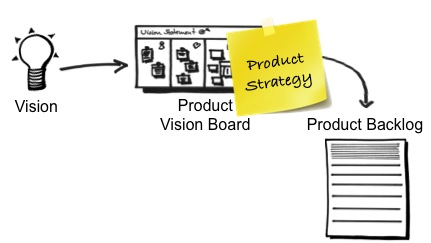 Vision Statement
Product
Strategy
Vision
Product
Vision Board
Product Backlog